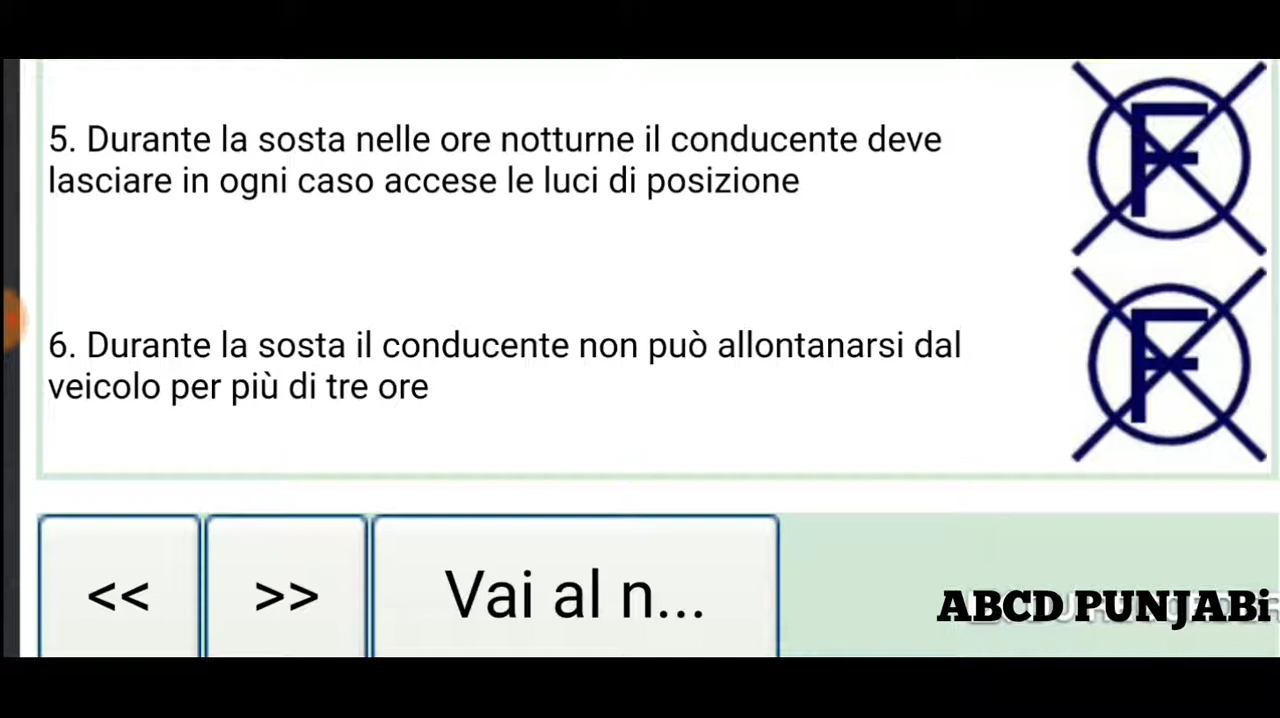 5. Durante la sosta nelle ore notturne il conducente deve
lasciare in ogni caso accese le luci di posizione
F
6. Durante la sosta il conducente non può allontanarsi dal
veicolo per più di tre ore
F
<< >> Vai al n...
ABCD PUNJABi